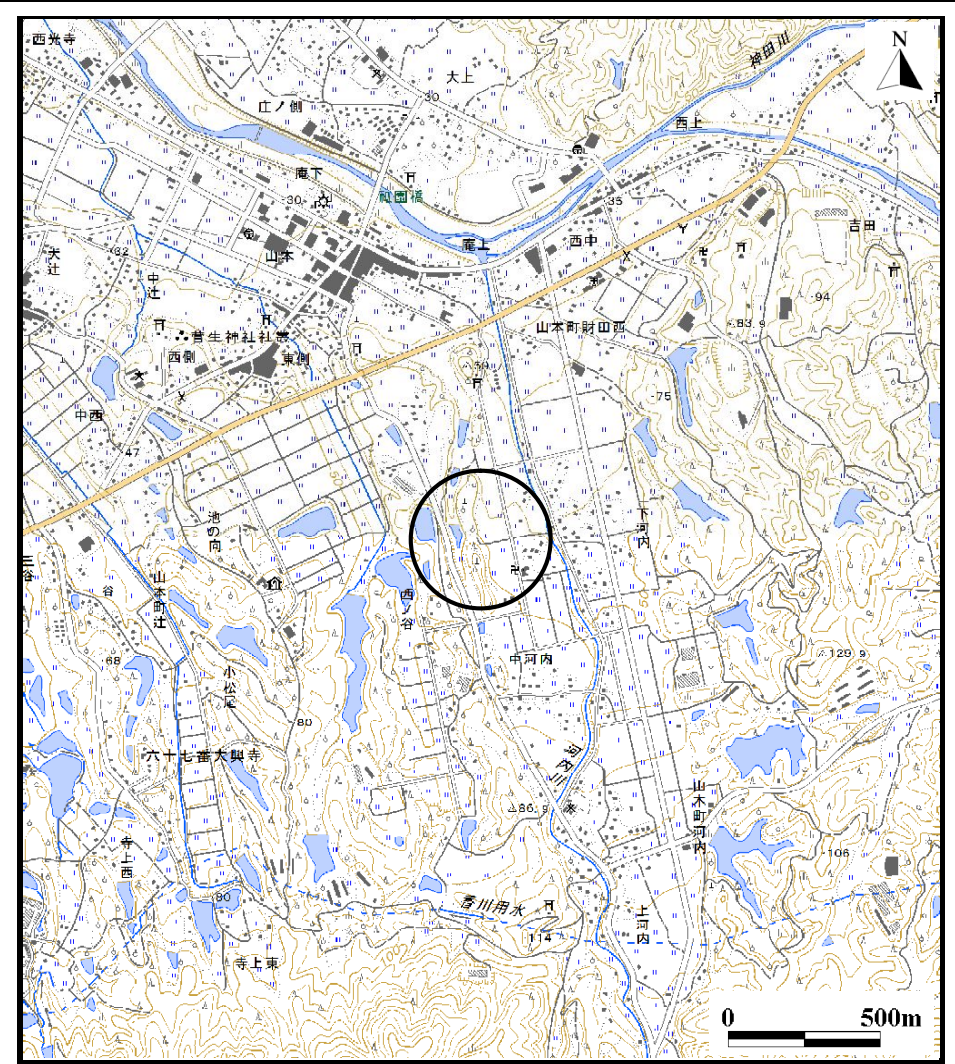 西光寺
大上
神田川
N
庄ノ側
30
西上
庵下
30
祇園橋
35
山本
庵上
西中
吉田
大辻
32
中辻
94
83.9
山本町財田西
菅生神社社叢
西側
東側
59
75
中西
47
池の向
下河内
三谷
谷
山本町辻
西ノ谷
中河内
68
小松尾
129.9
80
六十七番大興寺
河内川
86.9
山本町河内
寺上西
106
80
香川用水
114
上河内
寺上東
0 500m